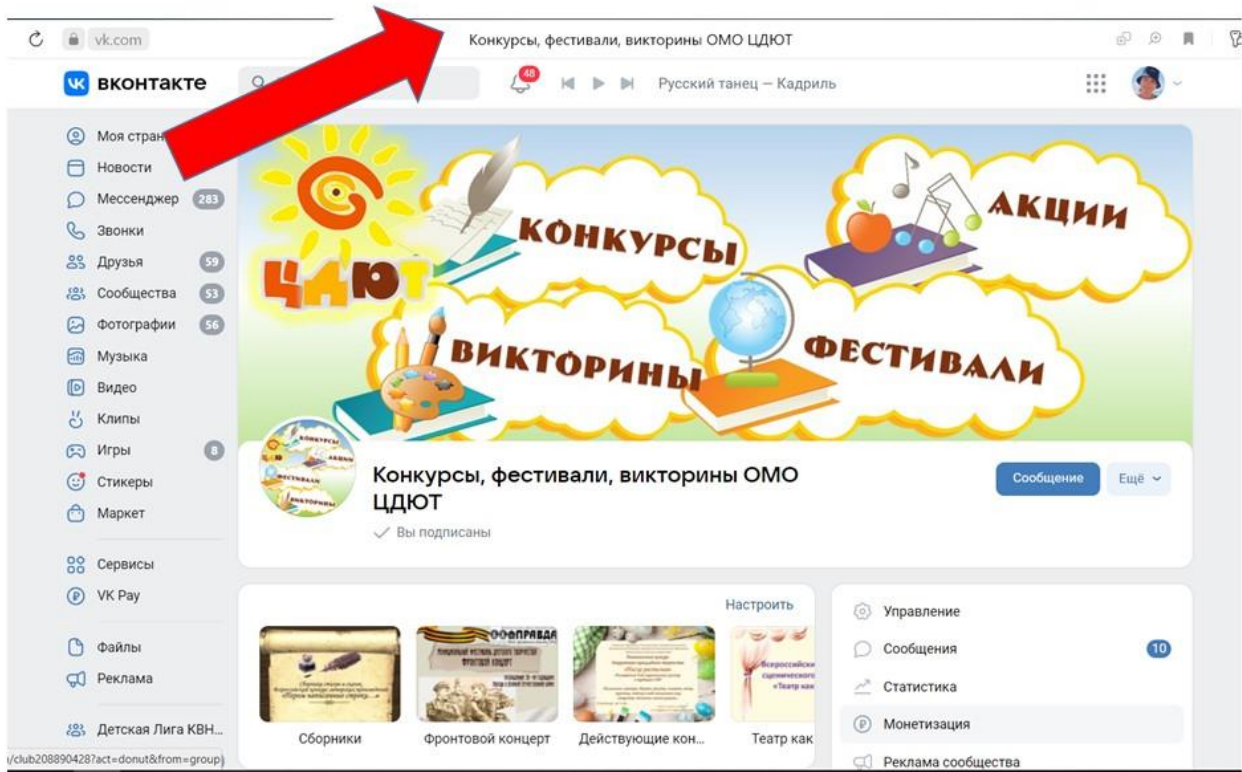 vk.com
Конкурсы, фестивали, викторины ОМО ЦДЮТ
вконтакте
48
Русский танец — Кадриль
Моя стран
Новости
Мессенджер 283
Звонки
Друзья 59
Сообщества 53
Фотографии 56
Музыка
Видео
Клипы
Игры 8
Стикеры
Маркет
Сервисы
VK Pay
Файлы
Реклама
Детская Лига КВН...
/club208890428?act=donut&from=group
ЦДЮТ
КОНКУРСЫ
АКЦИИ
ВИКТОРИНЫ
ФЕСТИВАЛИ
Конкурсы, фестивали, викторины ОМО
ЦДЮТ
Вы подписаны
Сообщение
Ещё
Настроить
ФРОНТОВОЙ КОНЦЕРТ
Сборники
Фронтовой концерт
Действующие кон...
Театр как
Управление
Сообщения 10
Статистика
Монетизация
Реклама сообщества